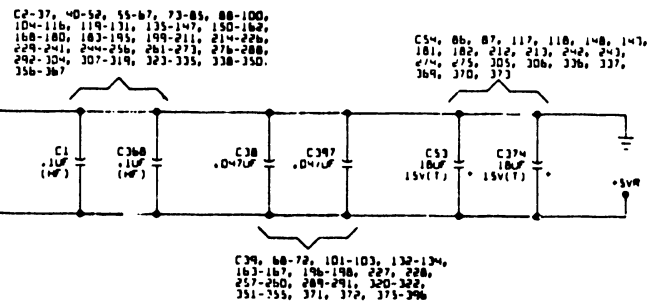 C2-37, 40-52, 55-67, 73-85, 88-100,
104-116, 119-131, 135-147, 150-162,
168-180, 183-195, 199-211, 214-226,
229-241, 244-256, 261-273, 276-288,
292-304, 307-319, 323-335, 338-350,
356-367
C54, 86, 87, 117, 118, 148,
181, 182, 212, 213, 242, 243,
274, 275, 305, 306, 336, 337,
369, 370, 373
C1
.1UF
(HF)
C368
.1UF
(HF)
C38
.047UF
C397
.047UF
C53
18UF
15V(T)
+
C374
18UF
15V(T)
+
+5VR
C39, 68-72, 101-103, 132-134,
163-167, 196-198, 227, 228,
257-260, 289-291, 320-322,
351-355, 371, 372, 375-396